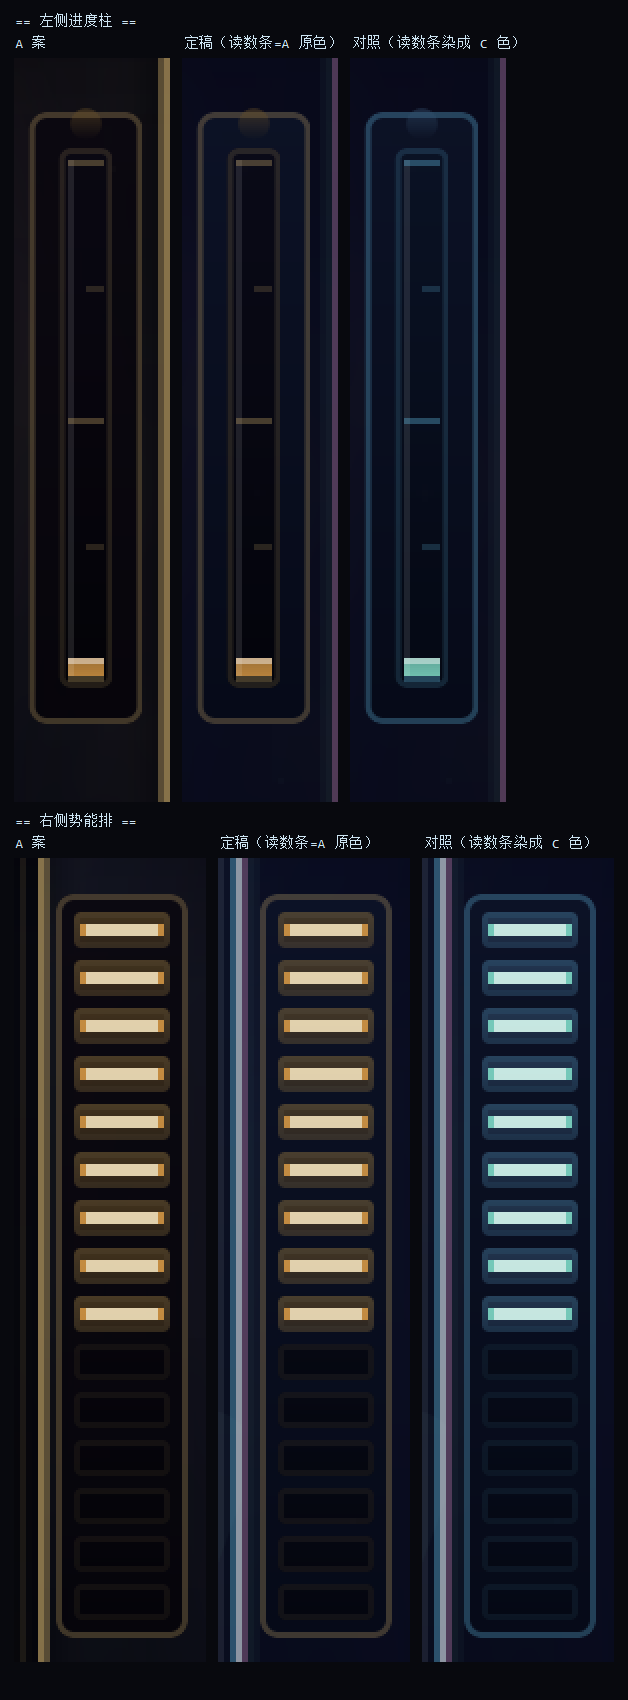 == 左侧进度柱 ==
A 案 定稿（读数条=A 原色） 对照（读数条染成 C 色）
== 右侧势能排 ==
A 案 定稿（读数条=A 原色） 对照（读数条染成 C 色）